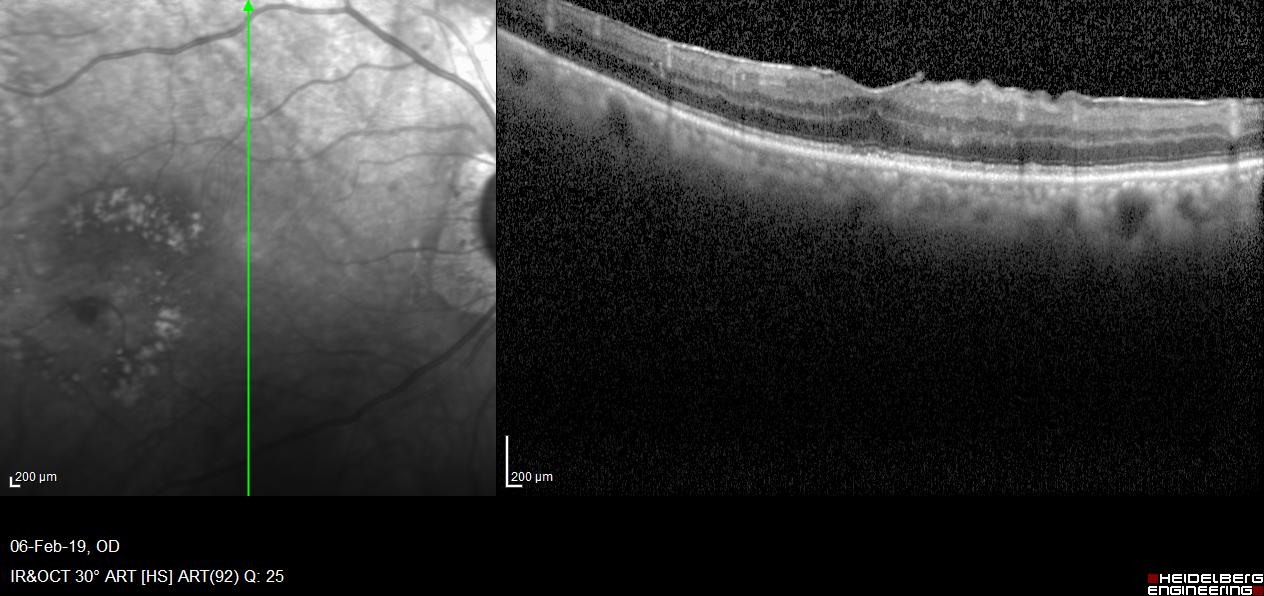 200 µm
200 µm
06-Feb-19, OD
IR&OCT 30° ART [HS] ART(92) Q: 25
HEIDELBERG
ENGINEERING